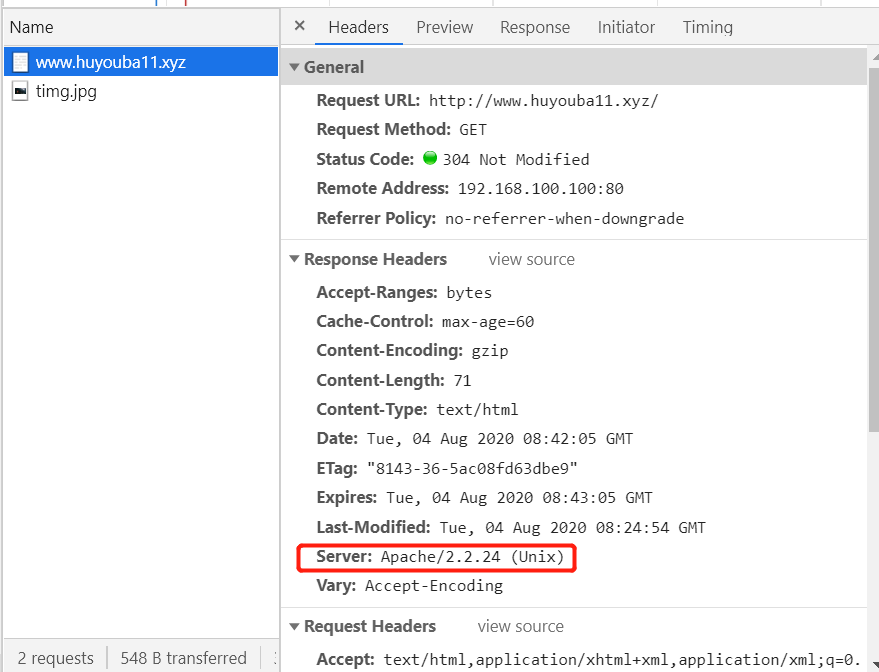 Name
www.huyouba11.xyz
timg.jpg
2 requests 548 B transferred
× Headers Preview Response Initiator Timing
General
Request URL: http://www.huyouba11.xyz/
Request Method: GET
Status Code: 304 Not Modified
Remote Address: 192.168.100.100:80
Referrer Policy: no-referrer-when-downgrade
Response Headers view source
Accept-Ranges: bytes
Cache-Control: max-age=60
Content-Encoding: gzip
Content-Length: 71
Content-Type: text/html
Date: Tue, 04 Aug 2020 08:42:05 GMT
ETag: "8143-36-5ac08fd63dbe9"
Expires: Tue, 04 Aug 2020 08:43:05 GMT
Last-Modified: Tue, 04 Aug 2020 08:24:54 GMT
Server: Apache/2.2.24 (Unix)
Vary: Accept-Encoding
Request Headers view source
Accept: text/html,application/xhtml+xml,application/xml;q=0.